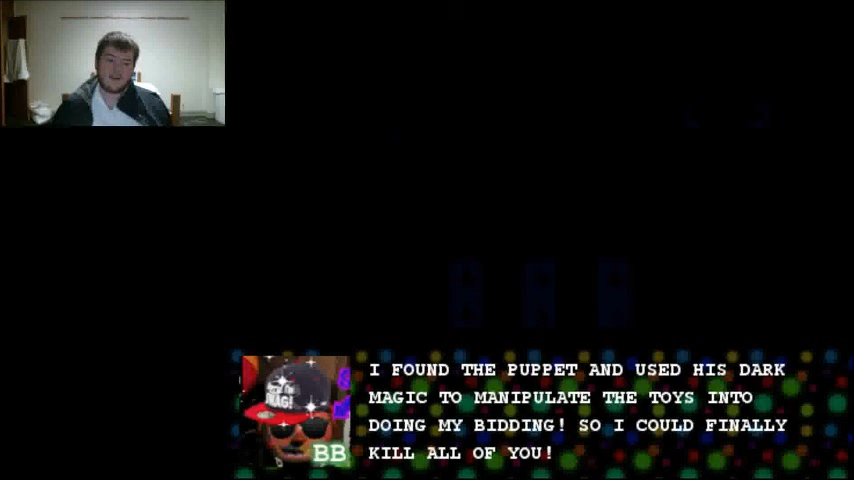 SWAG!
BB
I FOUND THE PUPPET AND USED HIS DARK
MAGIC TO MANIPULATE THE TOYS INTO
DOING MY BIDDING! SO I COULD FINALLY
KILL ALL OF YOU!